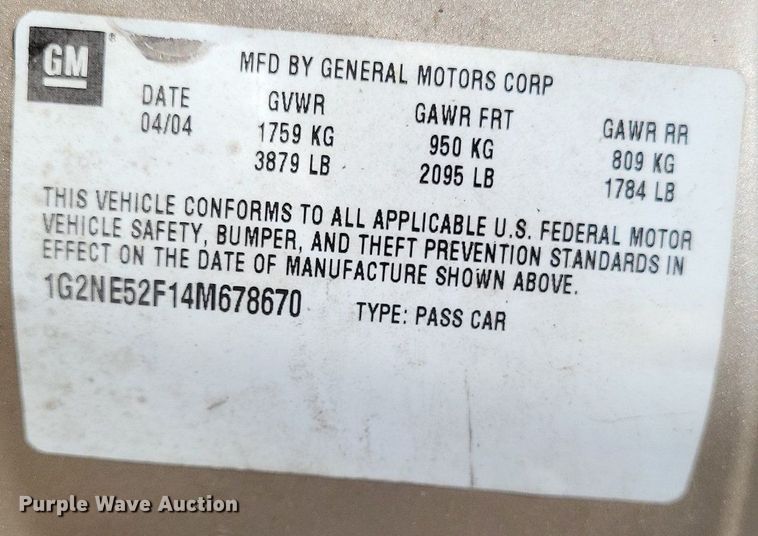 GM
MFD BY GENERAL MOTORS CORP
DATE GVWR GAWR FRT GAWR RR
04/04 1759 KG 950 KG 809 KG
3879 LB 2095 LB 1784 LB
THIS VEHICLE CONFORMS TO ALL APPLICABLE U.S. FEDERAL MOTOR
VEHICLE SAFETY, BUMPER, AND THEFT PREVENTION STANDARDS IN
EFFECT ON THE DATE OF MANUFACTURE SHOWN ABOVE.
1G2NE52F14M678670 TYPE: PASS CAR
Purple Wave Auction